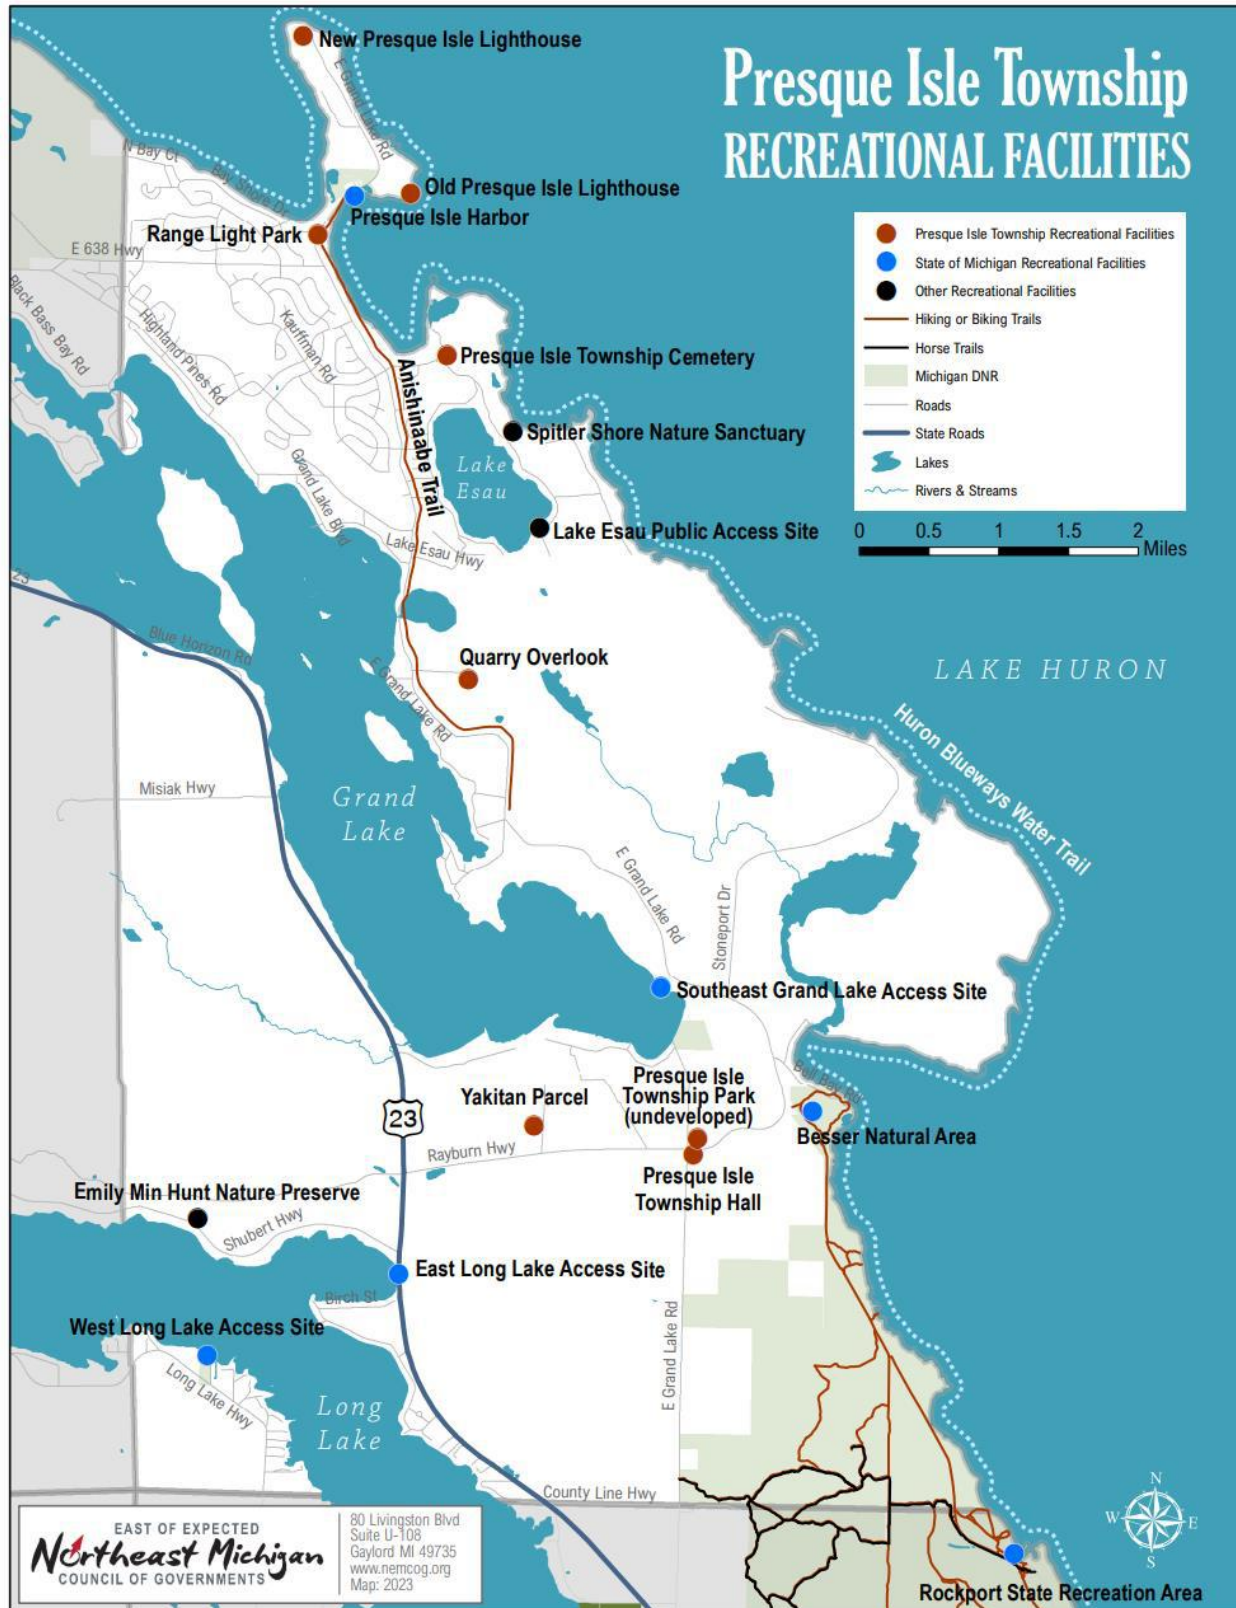 Presque Isle Township
RECREATIONAL FACILITIES
Presque Isle Township Recreational Facilities
State of Michigan Recreational Facilities
Other Recreational Facilities
Hiking or Biking Trails
Horse Trails
Michigan DNR
Roads
State Roads
Lakes
Rivers & Streams
0 0.5 1 1.5 2
Miles
New Presque Isle Lighthouse
E Grand Lake Rd
N Bay Ct
Bay Shore Dr
Old Presque Isle Lighthouse
Presque Isle Harbor
Range Light Park
E 638 Hwy
Black Bass Bay Rd
Highland Pines Rd
Kauffman Rd
Presque Isle Township Cemetery
Anishinaabe Trail
Spitler Shore Nature Sanctuary
Lake
Esau
Grand Lake Blvd
Lake Esau Public Access Site
Lake Esau Hwy
23
Blue Horizon Rd
Quarry Overlook
E Grand Lake Rd
LAKE HURON
Huron Blueways Water Trail
Misiak Hwy
Grand
Lake
E Grand Lake Rd
Stoneport Dr
Southeast Grand Lake Access Site
Bell Bay Rd
Presque Isle
Township Park
(undeveloped)
Yakitan Parcel
23
Besser Natural Area
Rayburn Hwy
Presque Isle
Township Hall
Emily Min Hunt Nature Preserve
Shubert Hwy
East Long Lake Access Site
Birch St
West Long Lake Access Site
Long Lake Hwy
E Grand Lake Rd
Long
Lake
County Line Hwy
N
W E
S
Rockport State Recreation Area
EAST OF EXPECTED
Northeast Michigan
COUNCIL OF GOVERNMENTS
80 Livingston Blvd
Suite U-108
Gaylord MI 49735
www.nemcog.org
Map: 2023